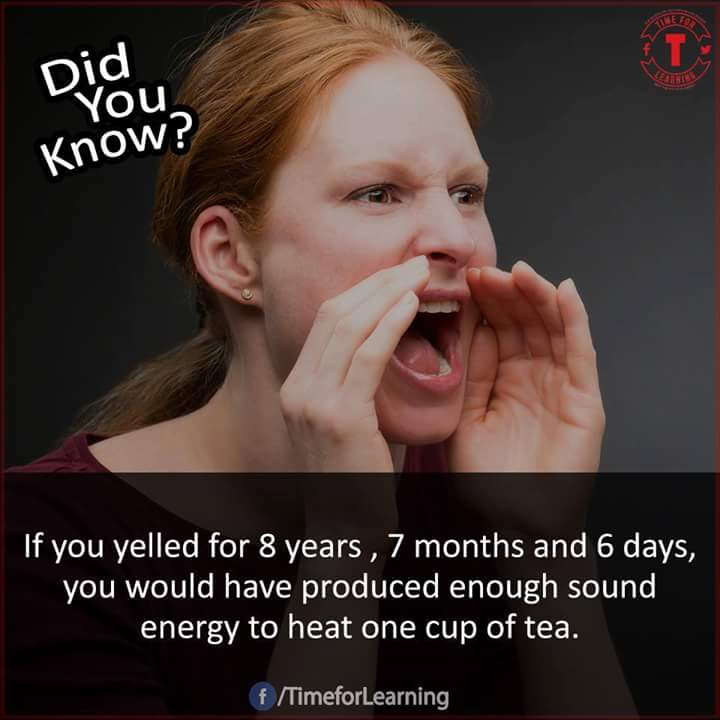 Did
You
Know?
TIME FOR
f T
LEARNING
If you yelled for 8 years , 7 months and 6 days,
you would have produced enough sound
energy to heat one cup of tea.
f /TimeforLearning